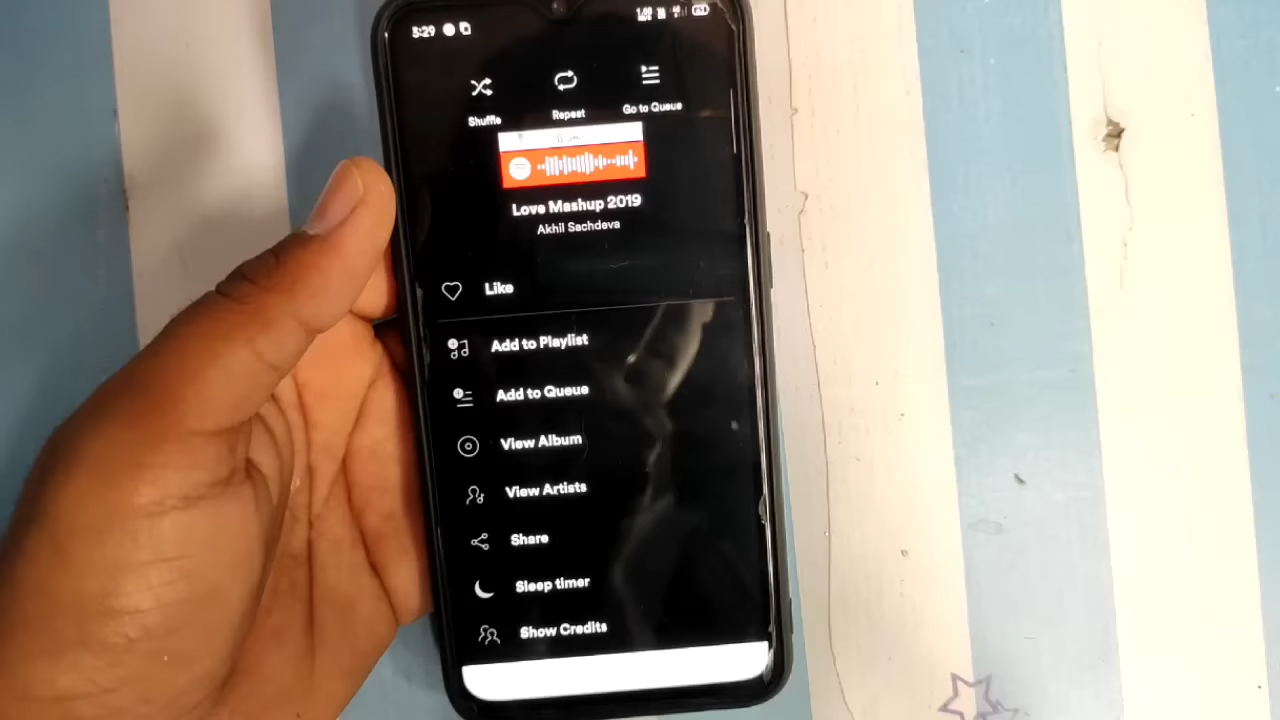 3:29
Shuffle
Repeat
Go to Queue
Love Mashup 2019
Akhil Sachdeva
Like
Add to Playlist
Add to Queue
View Album
View Artists
Share
Sleep timer
Show Credits